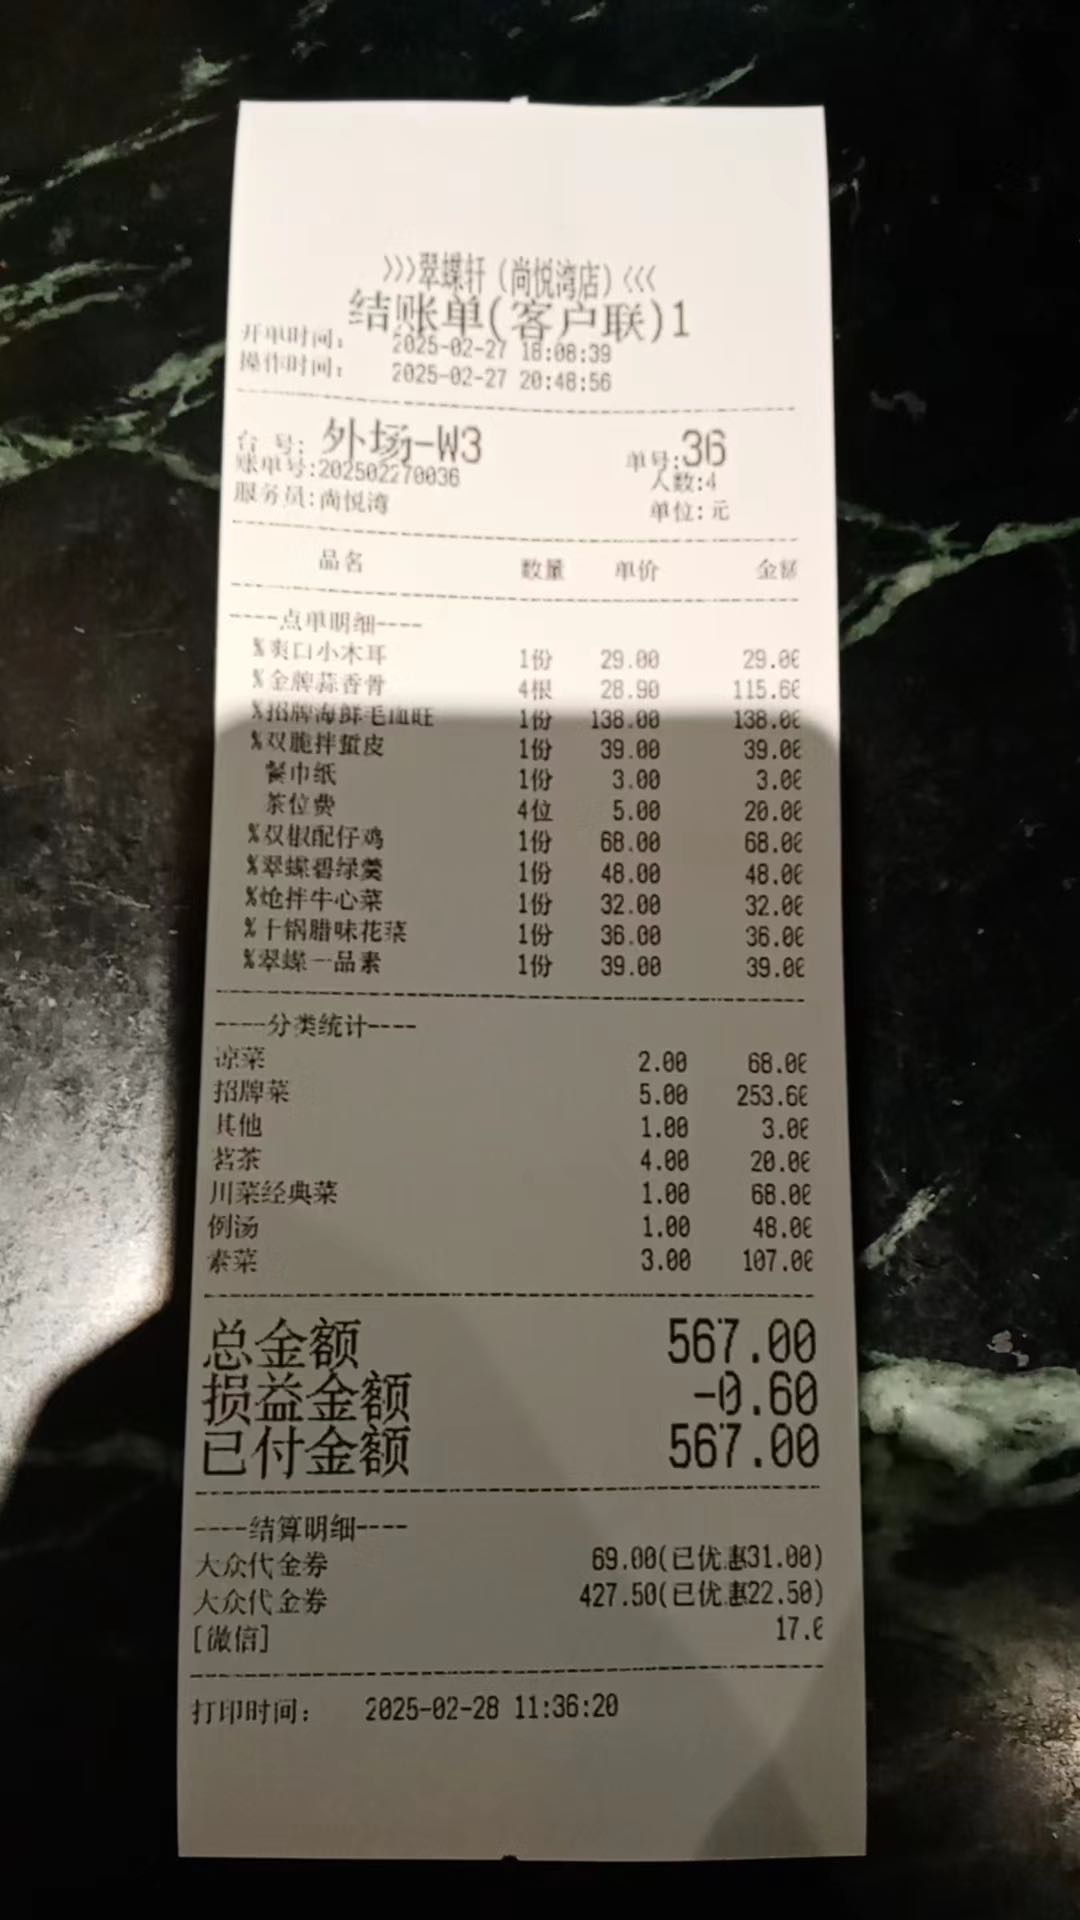 >>>翠蝶轩（尚悦湾店）<<<
结账单(客户联)1
开单时间： 2025-02-27 18:08:39
操作时间： 2025-02-27 20:48:56
台 号: 外场-W3 单号:36
账单号:202502270036 人数:4
服务员:尚悦湾 单位:元
品名 数量 单价 金额
----点单明细----
%爽口小木耳 1份 29.00 29.00
%金牌蒜香骨 4根 28.90 115.60
%招牌海鲜毛血旺 1份 138.00 138.00
%双脆拌蜇皮 1份 39.00 39.00
餐巾纸 1份 3.00 3.00
茶位费 4位 5.00 20.00
%双椒配仔鸡 1份 68.00 68.00
%翠蝶碧绿羹 1份 48.00 48.00
%炝拌牛心菜 1份 32.00 32.00
%干锅腊味花菜 1份 36.00 36.00
%翠蝶一品素 1份 39.00 39.00
----分类统计----
凉菜 2.00 68.00
招牌菜 5.00 253.60
其他 1.00 3.00
茗茶 4.00 20.00
川菜经典菜 1.00 68.00
例汤 1.00 48.00
素菜 3.00 107.00
总金额 567.00
损益金额 -0.60
已付金额 567.00
----结算明细----
大众代金券 69.00(已优惠31.00)
大众代金券 427.50(已优惠22.50)
[微信] 17.0
打印时间： 2025-02-28 11:36:20